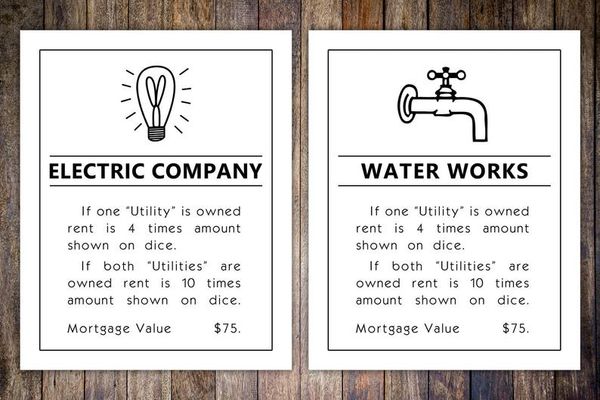 ELECTRIC COMPANY
If one "Utility" is owned
rent is 4 times amount
shown on dice.
If both "Utilities" are
owned rent is 10 times
amount shown on dice.
Mortgage Value $75.
WATER WORKS
If one "Utility" is owned
rent is 4 times amount
shown on dice.
If both "Utilities" are
owned rent is 10 times
amount shown on dice.
Mortgage Value $75.